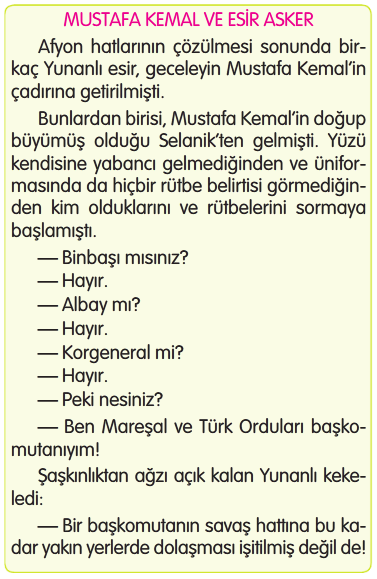 MUSTAFA KEMAL VE ESİR ASKER
Afyon hatlarının çözülmesi sonunda bir-
kaç Yunanlı esir, geceleyin Mustafa Kemal’in
çadırına getirilmişti.
Bunlardan birisi, Mustafa Kemal’in doğup
büyümüş olduğu Selanik’ten gelmişti. Yüzü
kendisine yabancı gelmediğinden ve ünifor-
masında da hiçbir rütbe belirtisi görmediğin-
den kim olduklarını ve rütbelerini sormaya
başlamıştı.
— Binbaşı mısınız?
— Hayır.
— Albay mı?
— Hayır.
— Korgeneral mi?
— Hayır.
— Peki nesiniz?
— Ben Mareşal ve Türk Orduları başko-
mutanıyım!
Şaşkınlıktan ağzı açık kalan Yunanlı keke-
ledi:
— Bir başkomutanın savaş hattına bu ka-
dar yakın yerlerde dolaşması işitilmiş değil de!